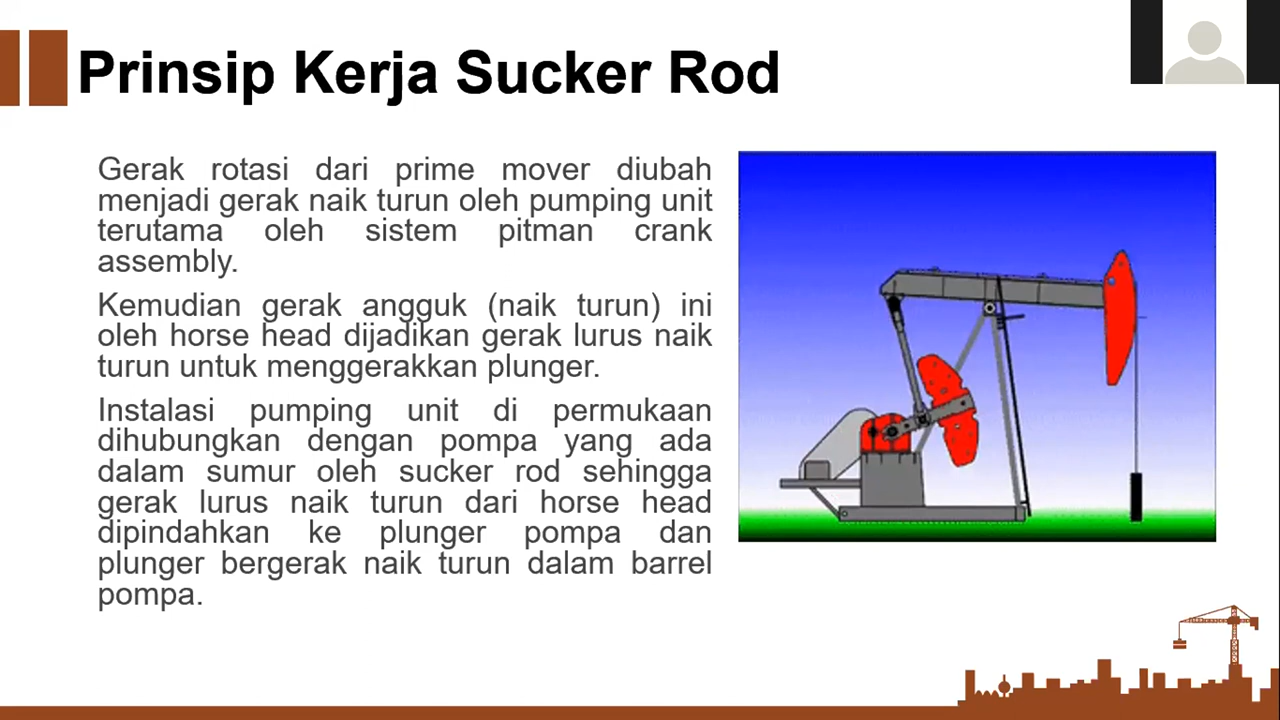 Prinsip Kerja Sucker Rod
Gerak rotasi dari prime mover diubah
menjadi gerak naik turun oleh pumping unit
terutama oleh sistem pitman crank
assembly.
Kemudian gerak angguk (naik turun) ini
oleh horse head dijadikan gerak lurus naik
turun untuk menggerakkan plunger.
Instalasi pumping unit di permukaan
dihubungkan dengan pompa yang ada
dalam sumur oleh sucker rod sehingga
gerak lurus naik turun dari horse head
dipindahkan ke plunger pompa dan
plunger bergerak naik turun dalam barrel
pompa.